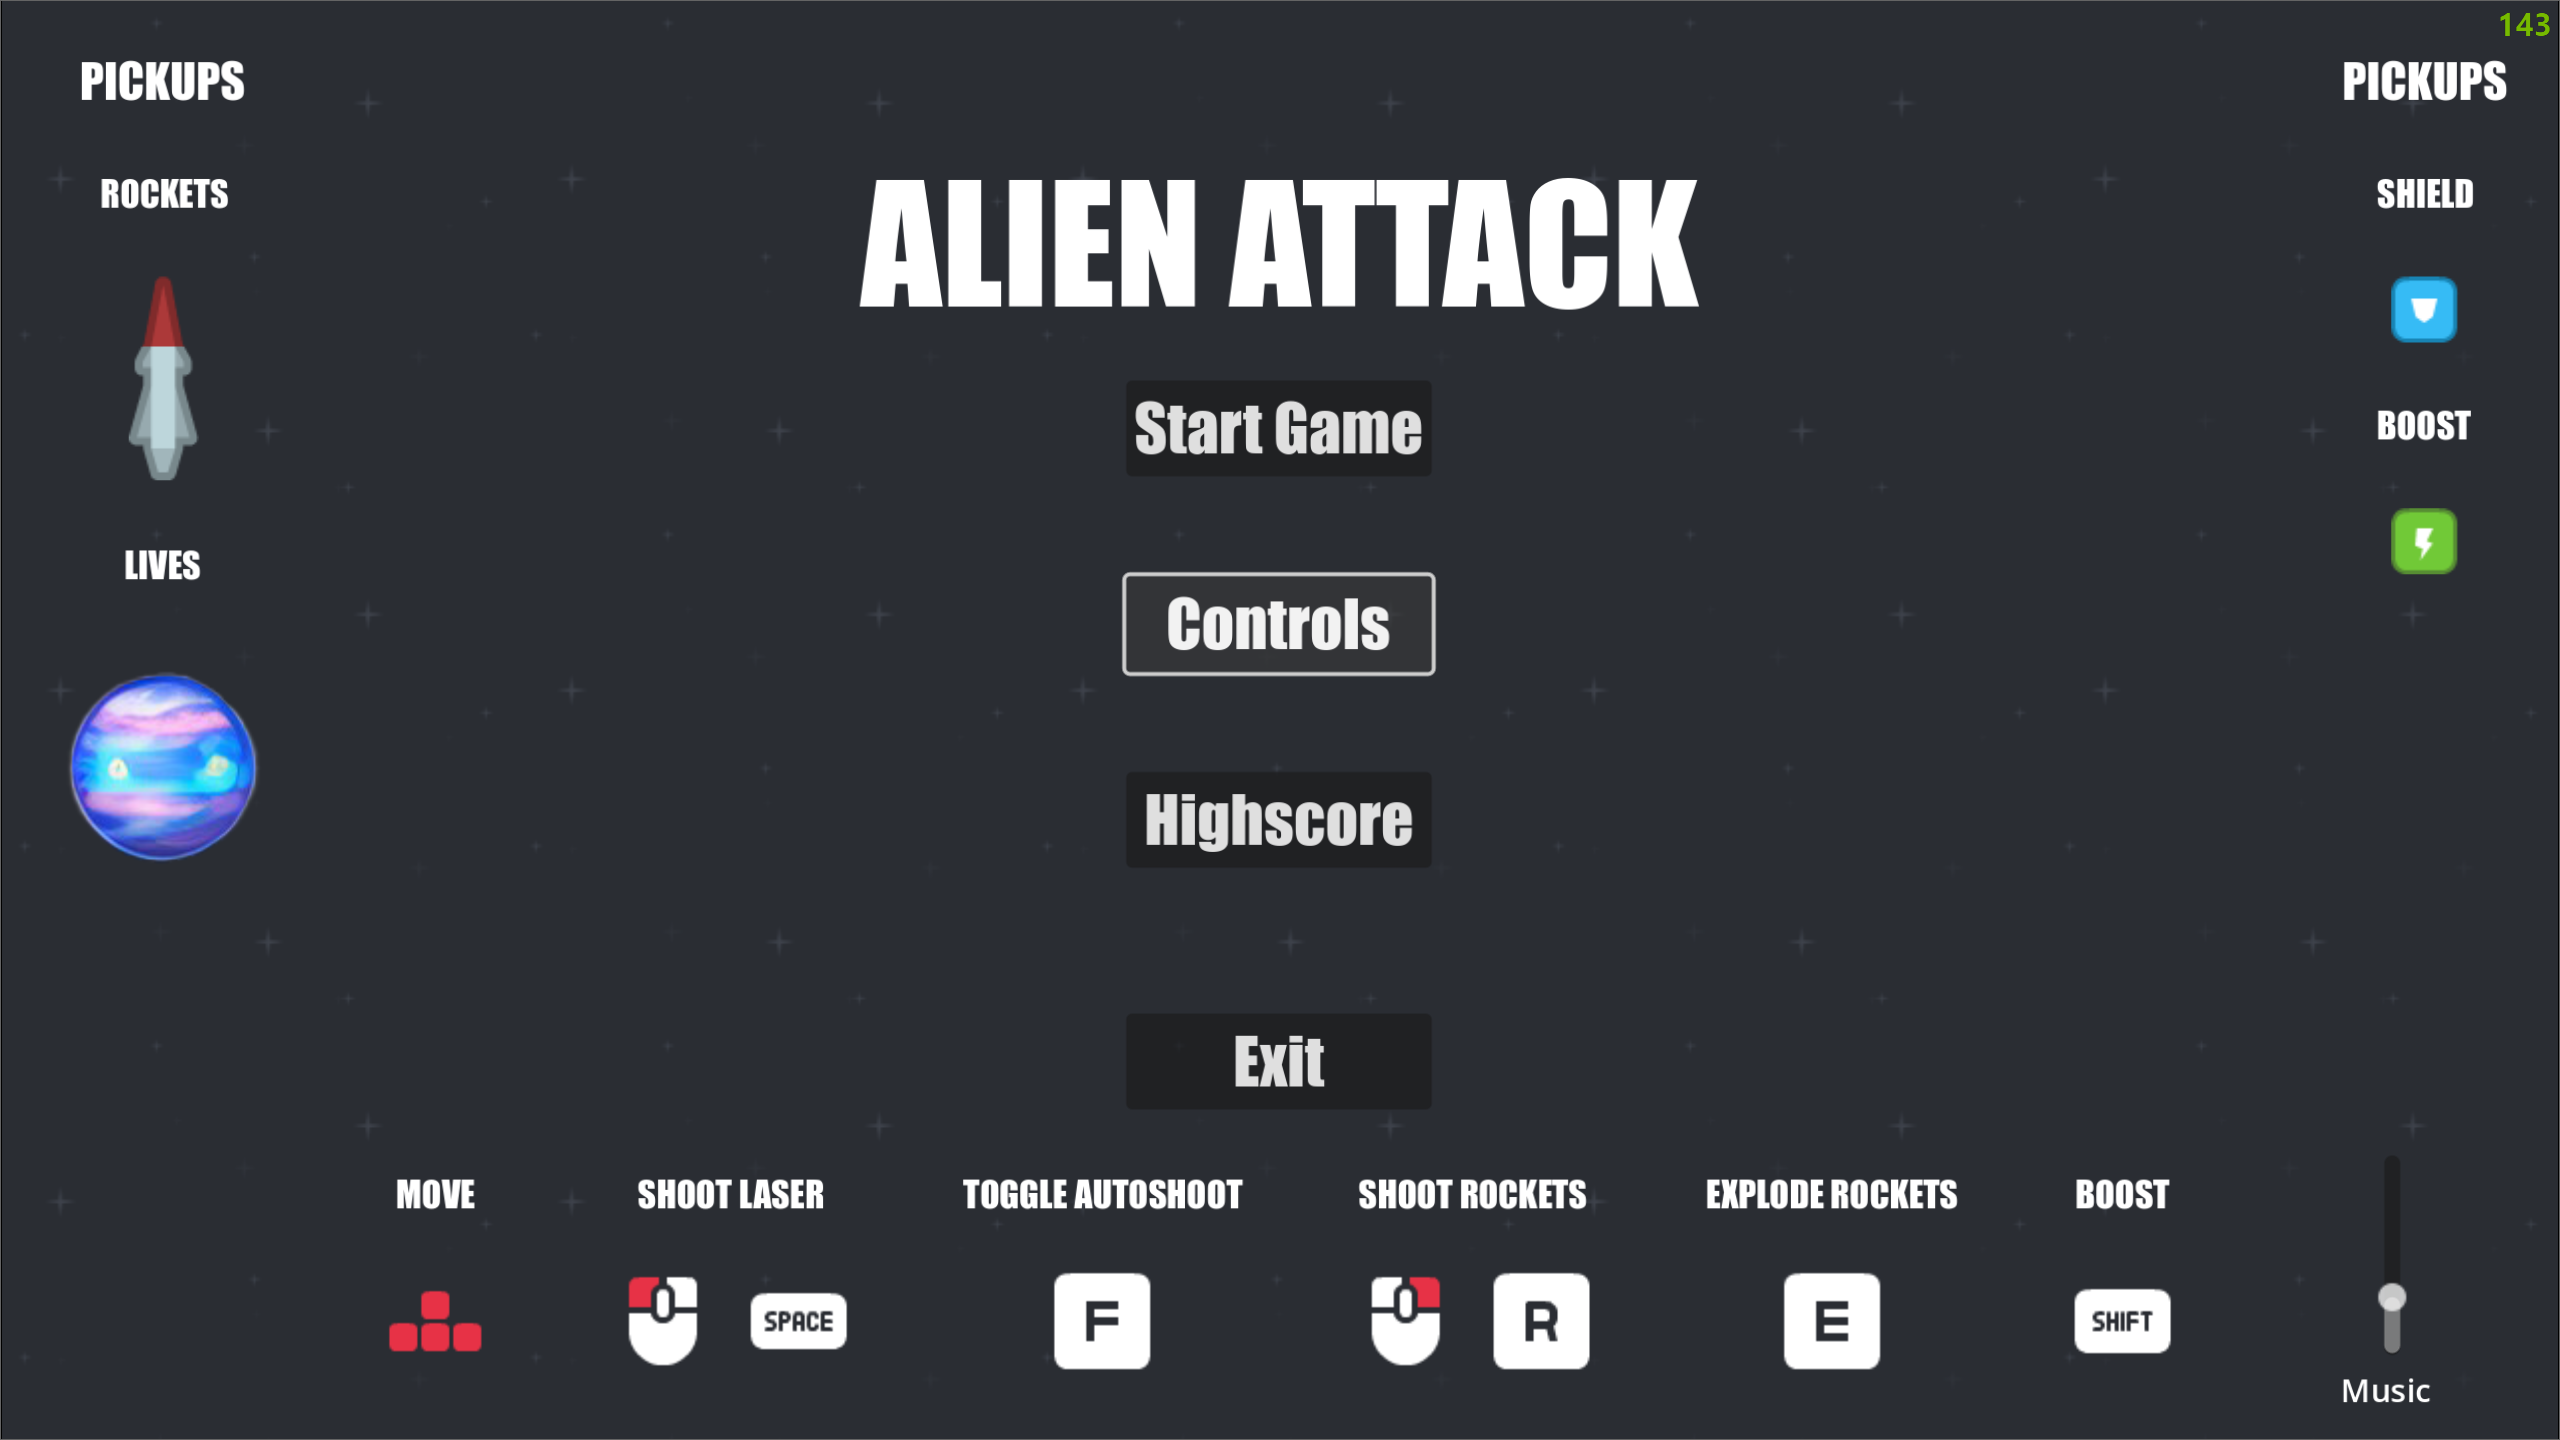 143
PICKUPS
PICKUPS
ROCKETS
SHIELD
ALIEN ATTACK
Start Game
BOOST
LIVES
Controls
Highscore
Exit
MOVE
SHOOT LASER
TOGGLE AUTOSHOOT
SHOOT ROCKETS
EXPLODE ROCKETS
BOOST
SPACE
F
R
E
SHIFT
Music